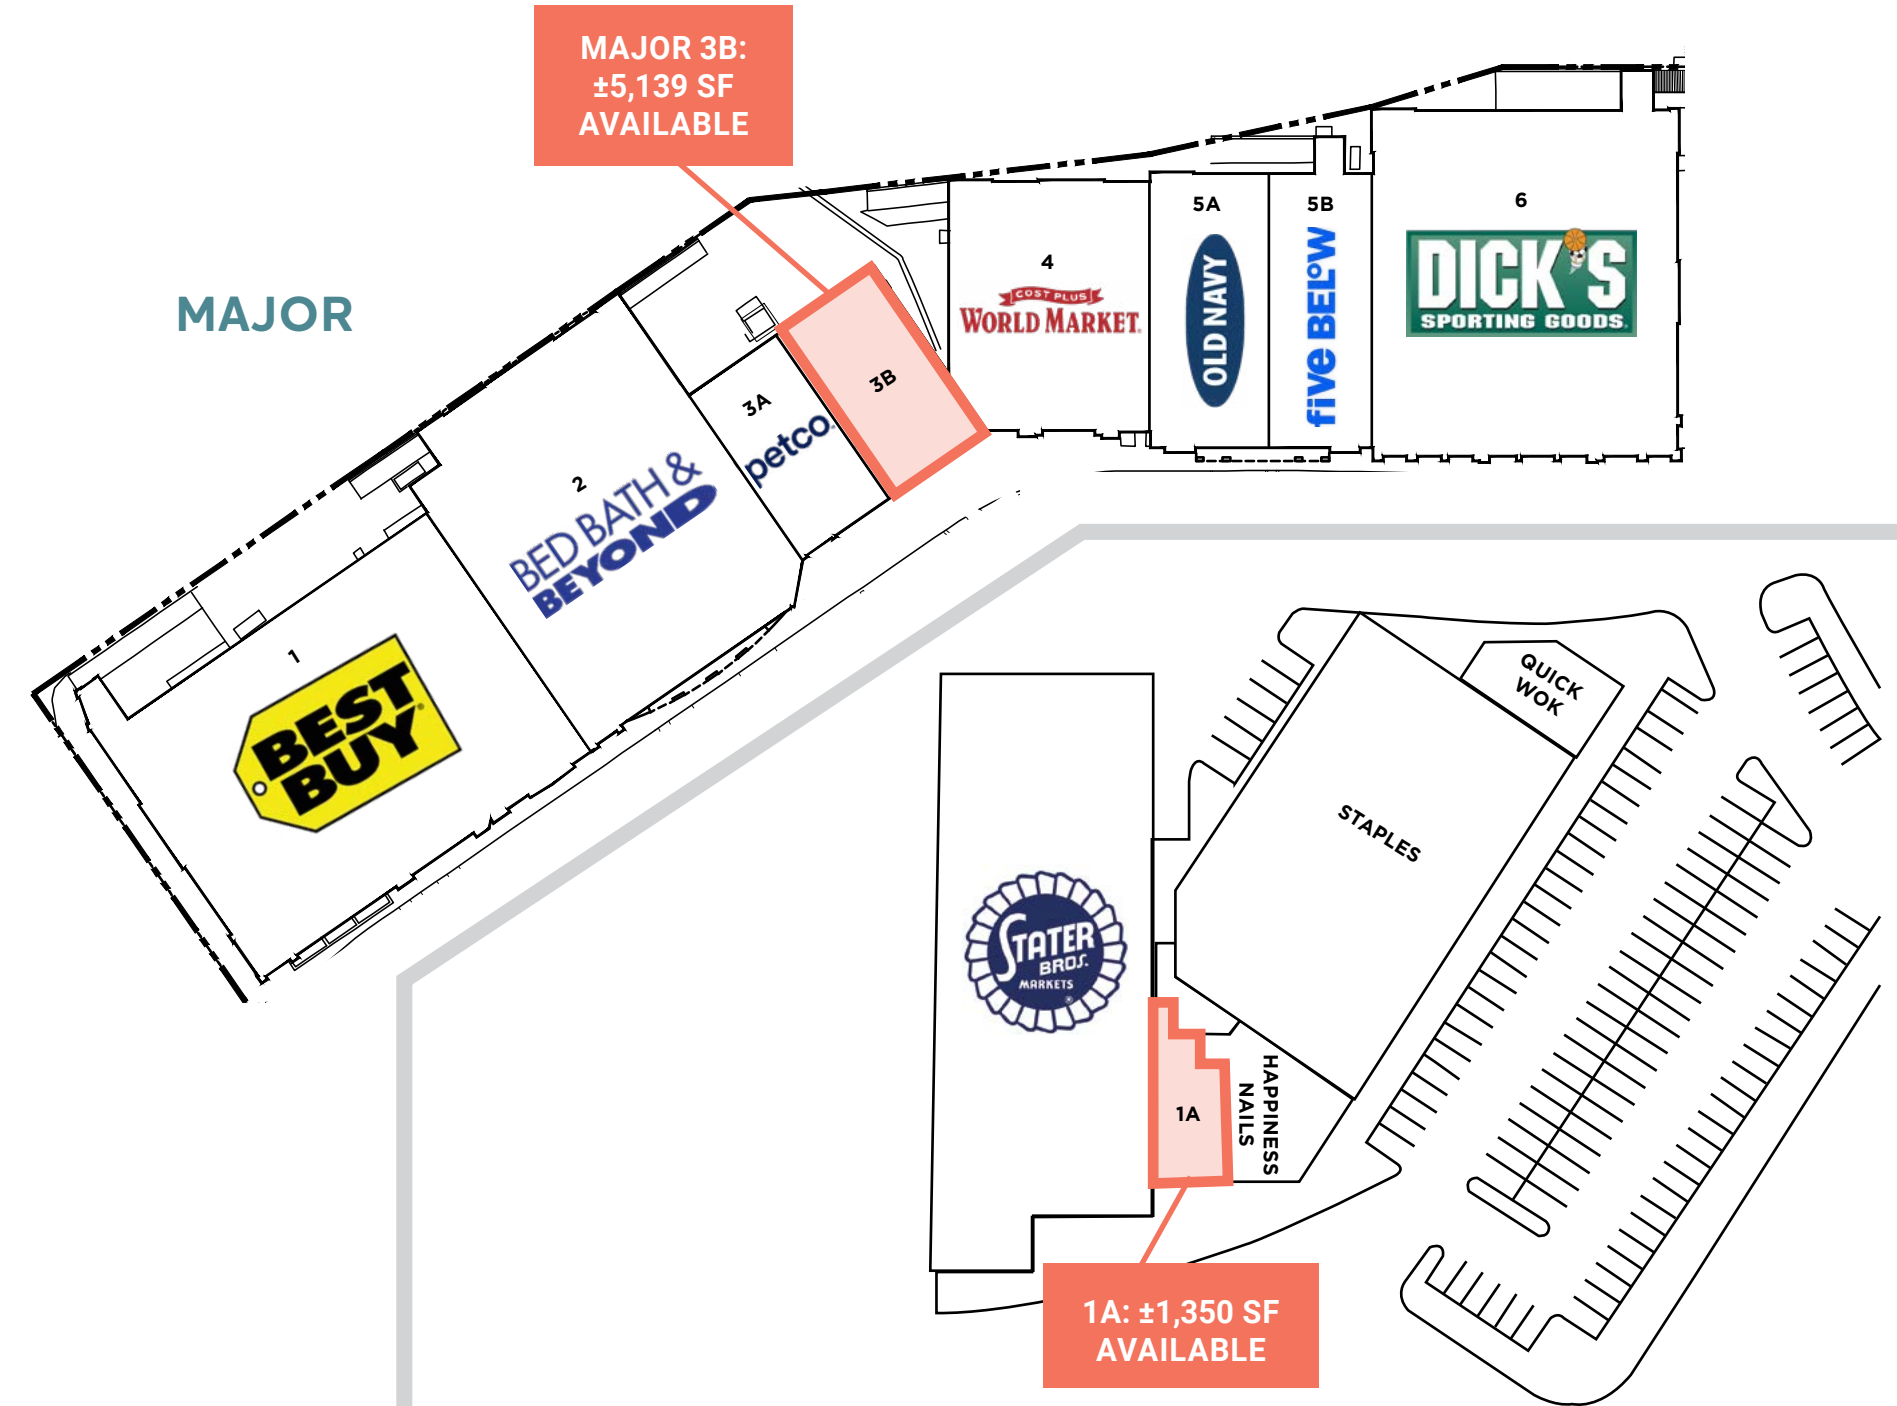 MAJOR 3B:
±5,139 SF
AVAILABLE
MAJOR
1
BEST
BUY
2
BED BATH &
BEYOND
3A
petco
3B
4
COST PLUS
WORLD MARKET
5A
OLD NAVY
5B
five BELOW
6
DICK'S
SPORTING GOODS
QUICK
WOK
STAPLES
STATER
BROS.
MARKETS
1A
HAPPINESS
NAILS
1A: ±1,350 SF
AVAILABLE